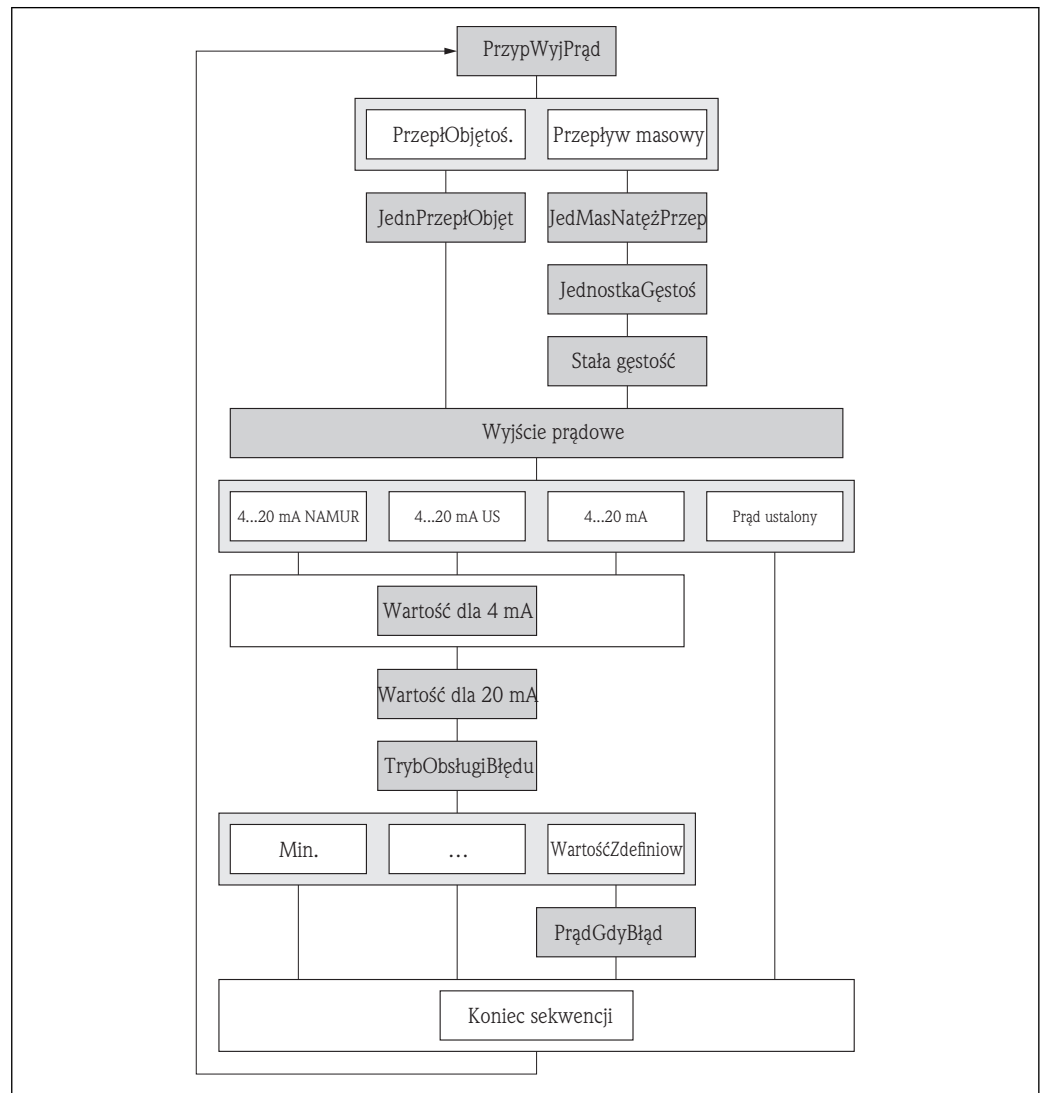 PrzypWyjPrąd
PrzepłObjętoś.
Przepływ masowy
JednPrzepłObjęt
JedMasNatężPrzep
JednostkaGęstoś
Stała gęstość
Wyjście prądowe
4...20 mA NAMUR
4...20 mA US
4...20 mA
Prąd ustalony
Wartość dla 4 mA
Wartość dla 20 mA
TrybObsługiBłędu
Min.
...
WartośćZdefiniow
PrądGdyBłąd
Koniec sekwencji